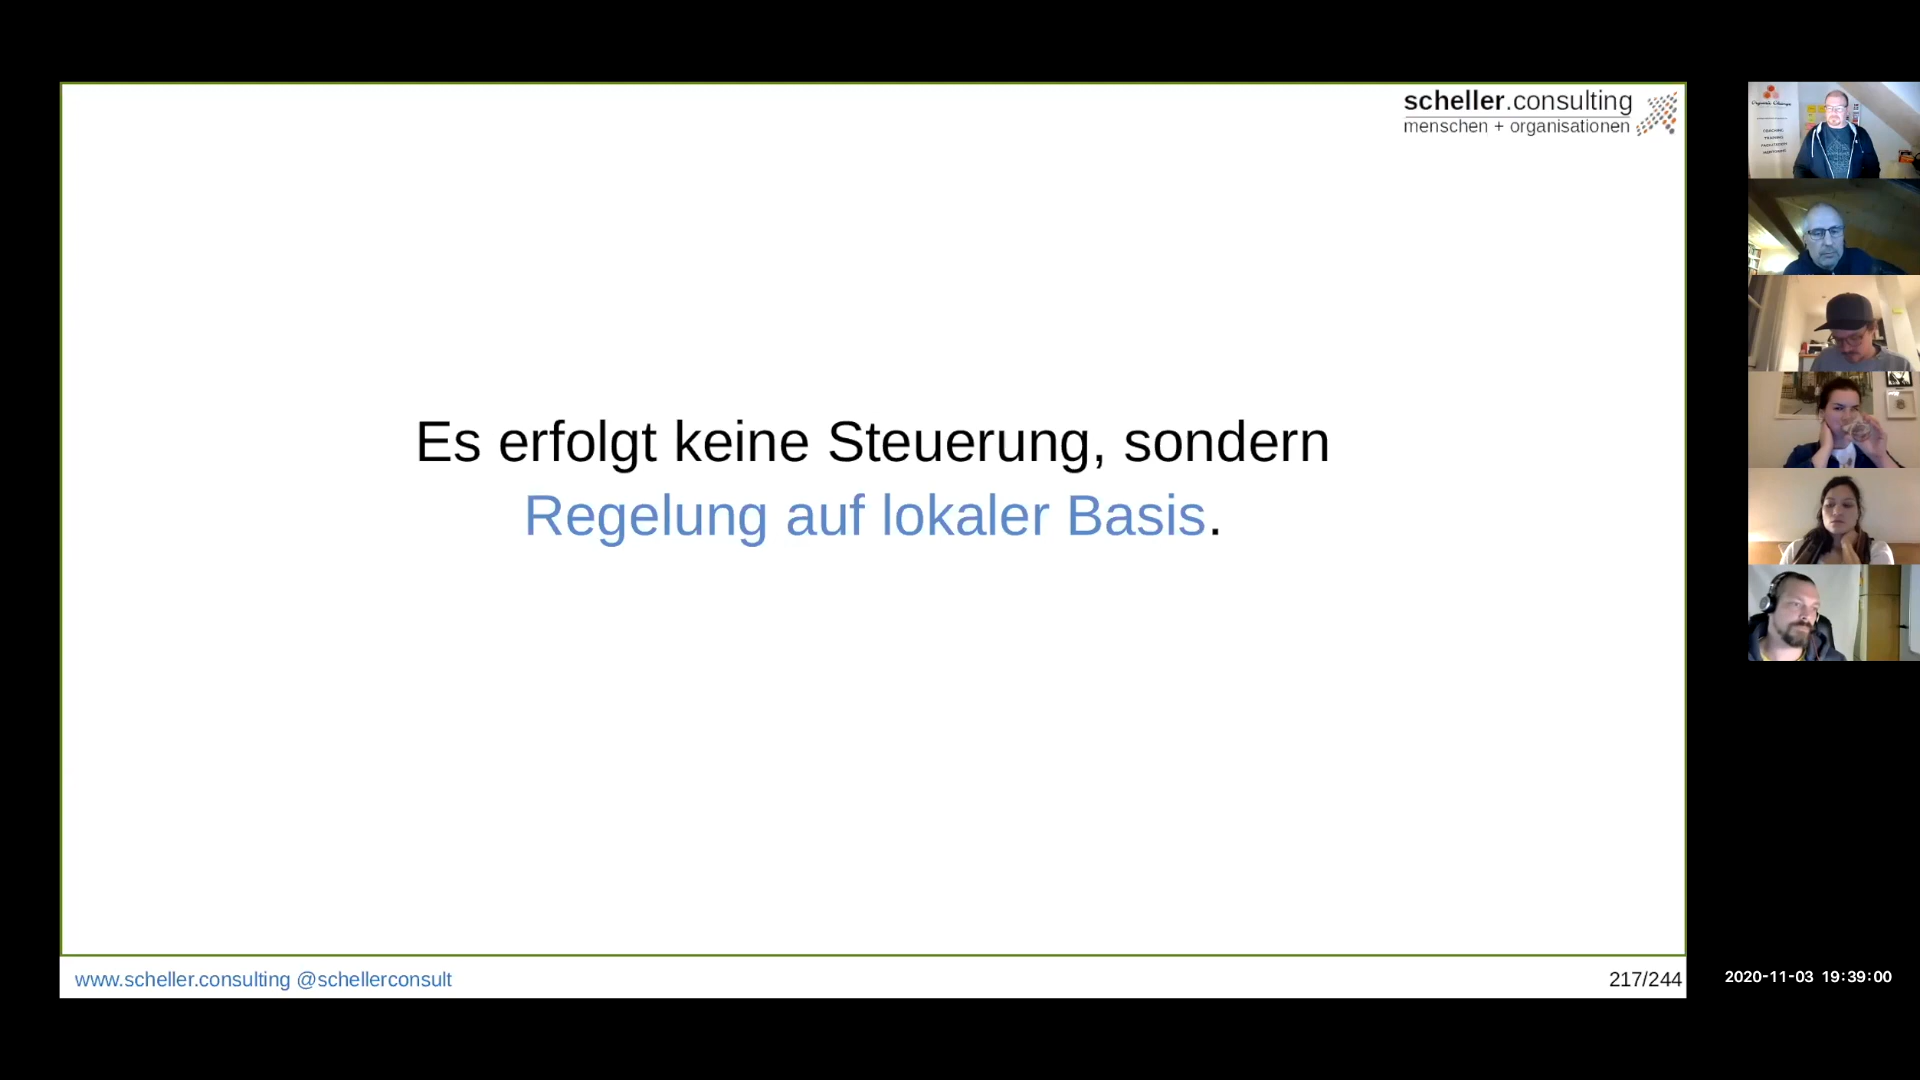 scheller.consulting
menschen + organisationen
Es erfolgt keine Steuerung, sondern
Regelung auf lokaler Basis.
www.scheller.consulting @schellerconsult
217/244
2020-11-03 19:39:00